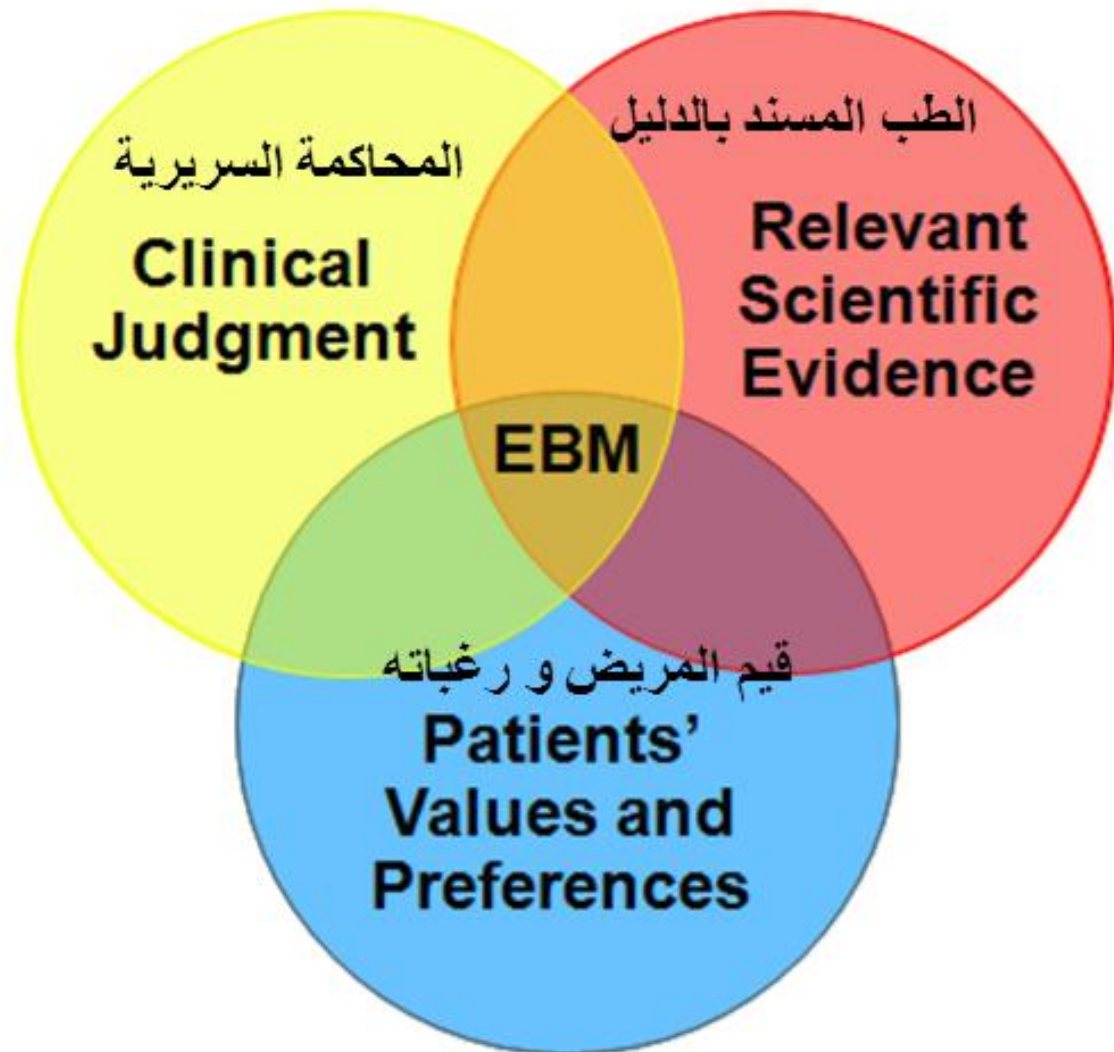 المحاكمة السريرية
Clinical
Judgment
الطب المسند بالدليل
Relevant
Scientific
Evidence
EBM
قيم المريض و رغباته
Patients’
Values and
Preferences